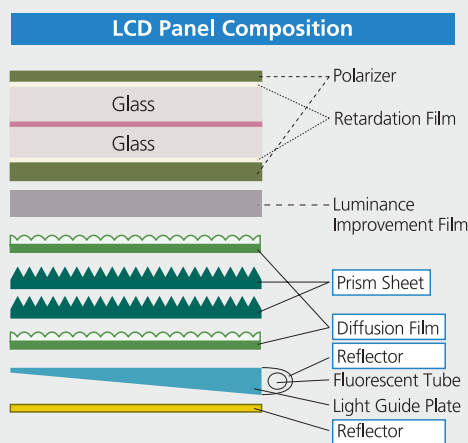 LCD Panel Composition
Polarizer
Glass
Retardation Film
Glass
Luminance
Improvement Film
Prism Sheet
Diffusion Film
Reflector
Fluorescent Tube
Light Guide Plate
Reflector